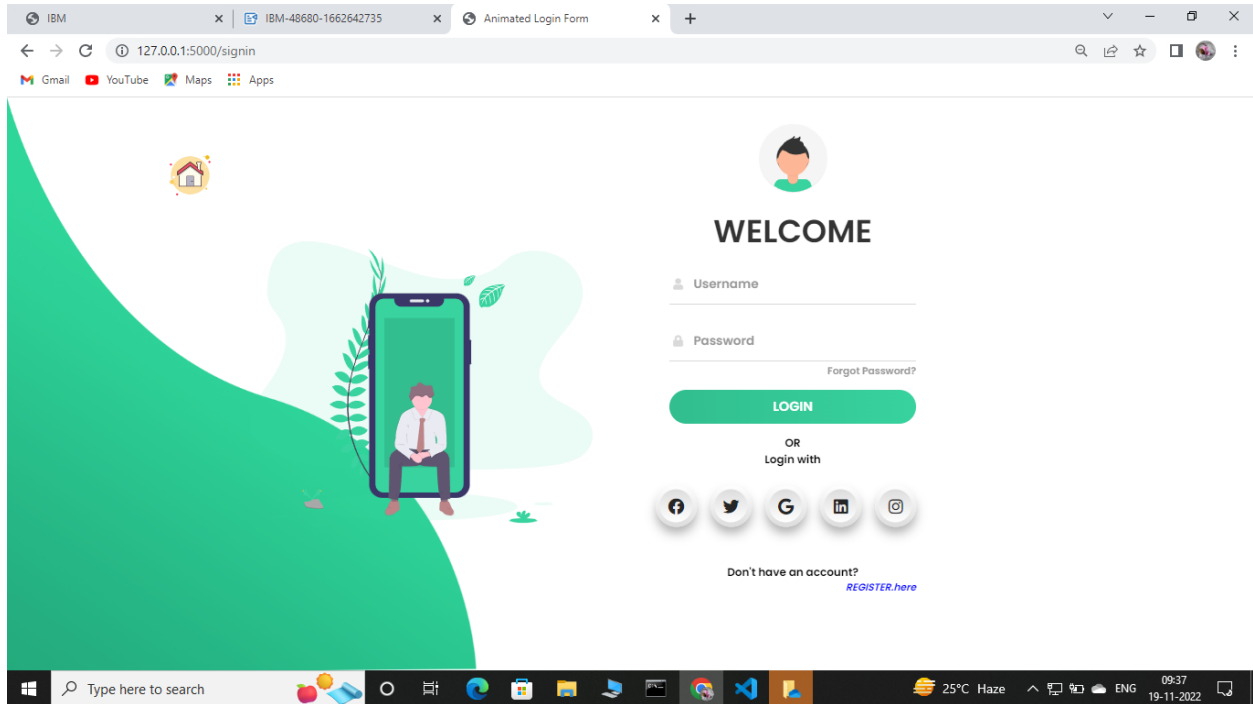 IBM
IBM-48680-1662642735
Animated Login Form
127.0.0.1:5000/signin
Gmail YouTube Maps Apps
WELCOME
Username
Password
Forgot Password?
LOGIN
OR
Login with
Don't have an account?
REGISTER.here
Type here to search
25°C Haze
ENG
09:37
19-11-2022